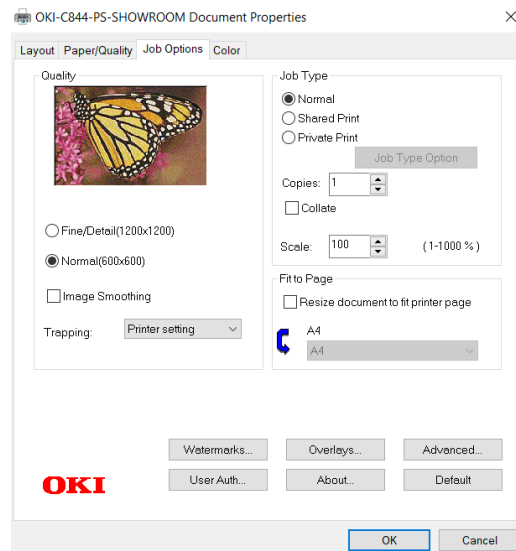 OKI-C844-PS-SHOWROOM Document Properties
Layout Paper/Quality Job Options Color
Quality
Fine/Detail(1200x1200)
Normal(600x600)
Image Smoothing
Trapping: Printer setting
Job Type
Normal
Shared Print
Private Print
Job Type Option
Copies: 1
Collate
Scale: 100 (1-1000 %)
Fit to Page
Resize document to fit printer page
A4
A4
Watermarks... Overlays... Advanced...
OKI User Auth... About... Default
OK Cancel